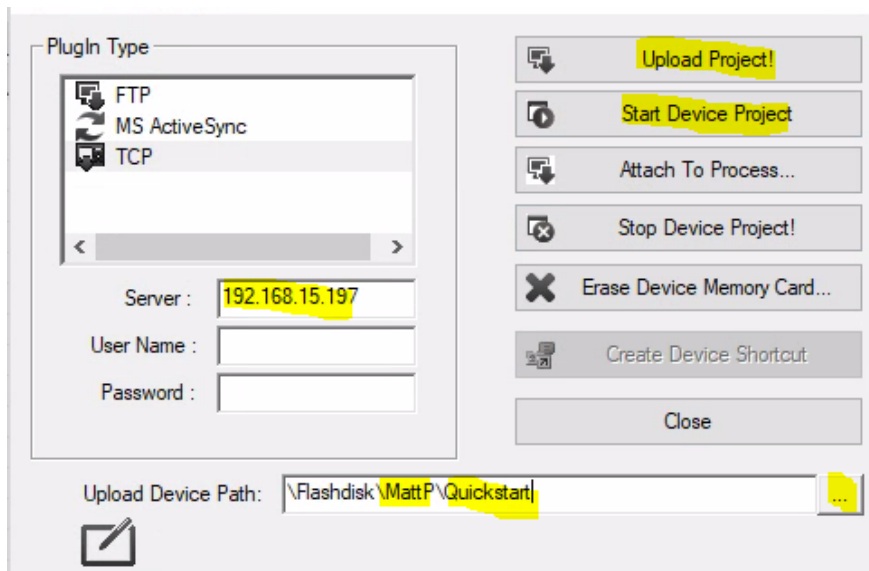 PlugIn Type
FTP
MS ActiveSync
TCP
Server : 192.168.15.197
User Name :
Password :
Upload Project!
Start Device Project
Attach To Process...
Stop Device Project!
Erase Device Memory Card...
Create Device Shortcut
Close
Upload Device Path: \Flashdisk\MattP\Quickstart ...